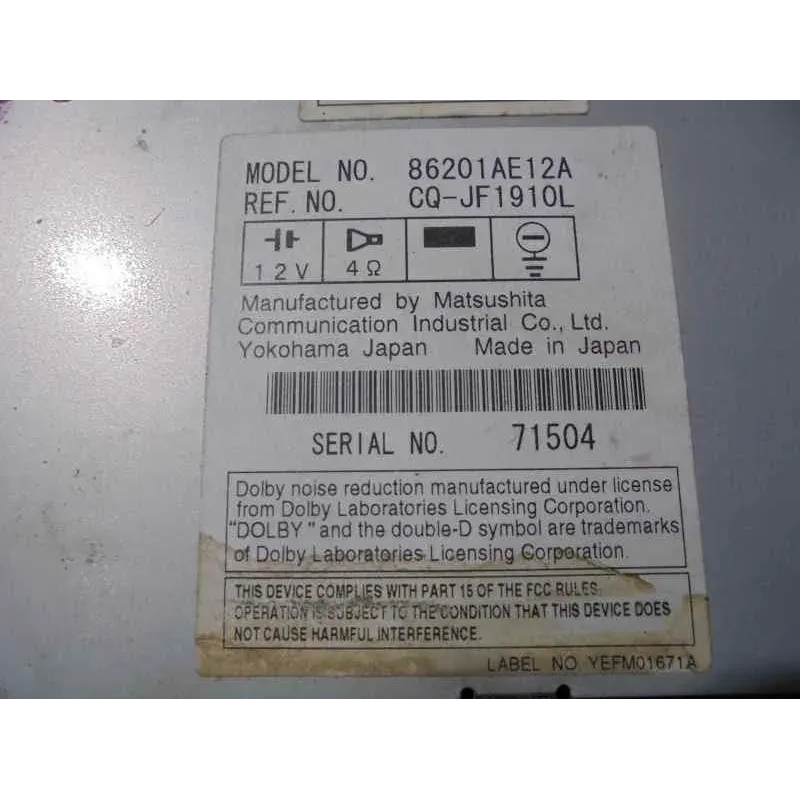 MODEL NO. 86201AE12A
REF. NO. CQ-JF1910L
12V 4Ω
Manufactured by Matsushita
Communication Industrial Co., Ltd.
Yokohama Japan Made in Japan
SERIAL NO. 71504
Dolby noise reduction manufactured under license
from Dolby Laboratories Licensing Corporation.
"DOLBY" and the double-D symbol are trademarks
of Dolby Laboratories Licensing Corporation.
THIS DEVICE COMPLIES WITH PART 15 OF THE FCC RULES.
OPERATION IS SUBJECT TO THE CONDITION THAT THIS DEVICE DOES
NOT CAUSE HARMFUL INTERFERENCE.
LABEL NO. YEFM01671A